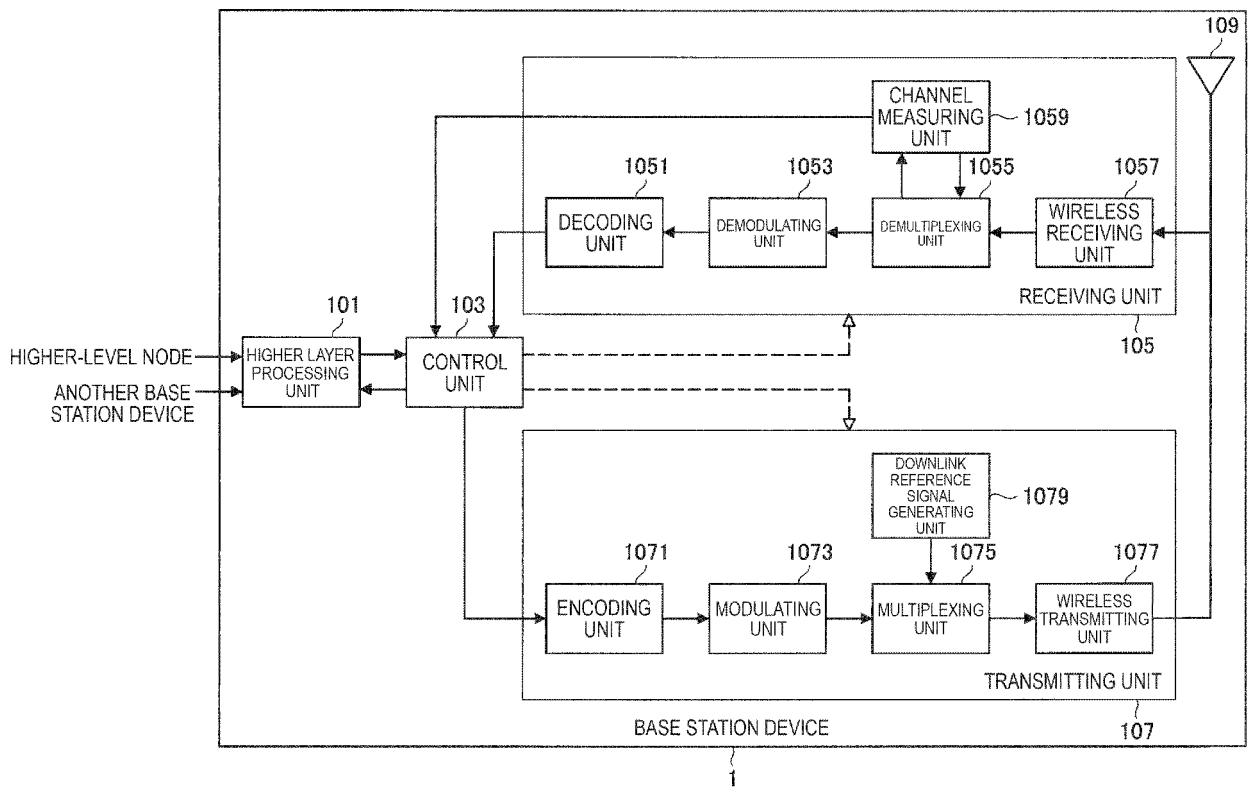 109
CHANNEL
MEASURING
UNIT
1059
1051
1053
1055
1057
DECODING
UNIT
DEMODULATING
UNIT
DEMULTIPLEXING
UNIT
WIRELESS
RECEIVING
UNIT
RECEIVING UNIT
105
101
103
HIGHER-LEVEL NODE
ANOTHER BASE
STATION DEVICE
HIGHER LAYER
PROCESSING
UNIT
CONTROL
UNIT
DOWNLINK
REFERENCE
SIGNAL
GENERATING
UNIT
1079
1071
1073
1075
1077
ENCODING
UNIT
MODULATING
UNIT
MULTIPLEXING
UNIT
WIRELESS
TRANSMITTING
UNIT
TRANSMITTING UNIT
107
BASE STATION DEVICE
1